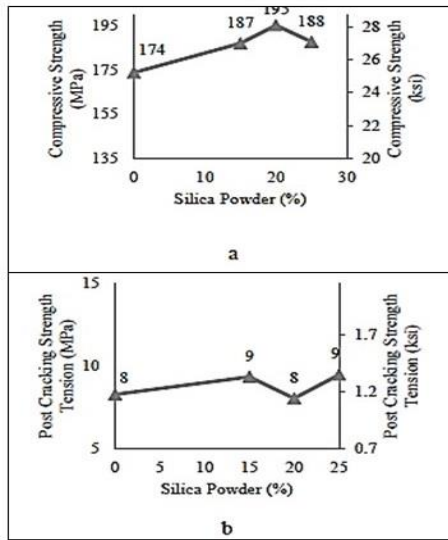 195
195
187
188
28
174
175
26
155
24
22
135
20
Compressive Strength
(MPa)
Compressive Strength
(ksi)
0 10 20 30
Silica Powder (%)
a
15
10
5
Post Cracking Strength
Tension (MPa)
8
9
8
9
1.7
1.2
0.7
Post Cracking Strength
Tension (ksi)
0 5 10 15 20 25
Silica Powder (%)
b